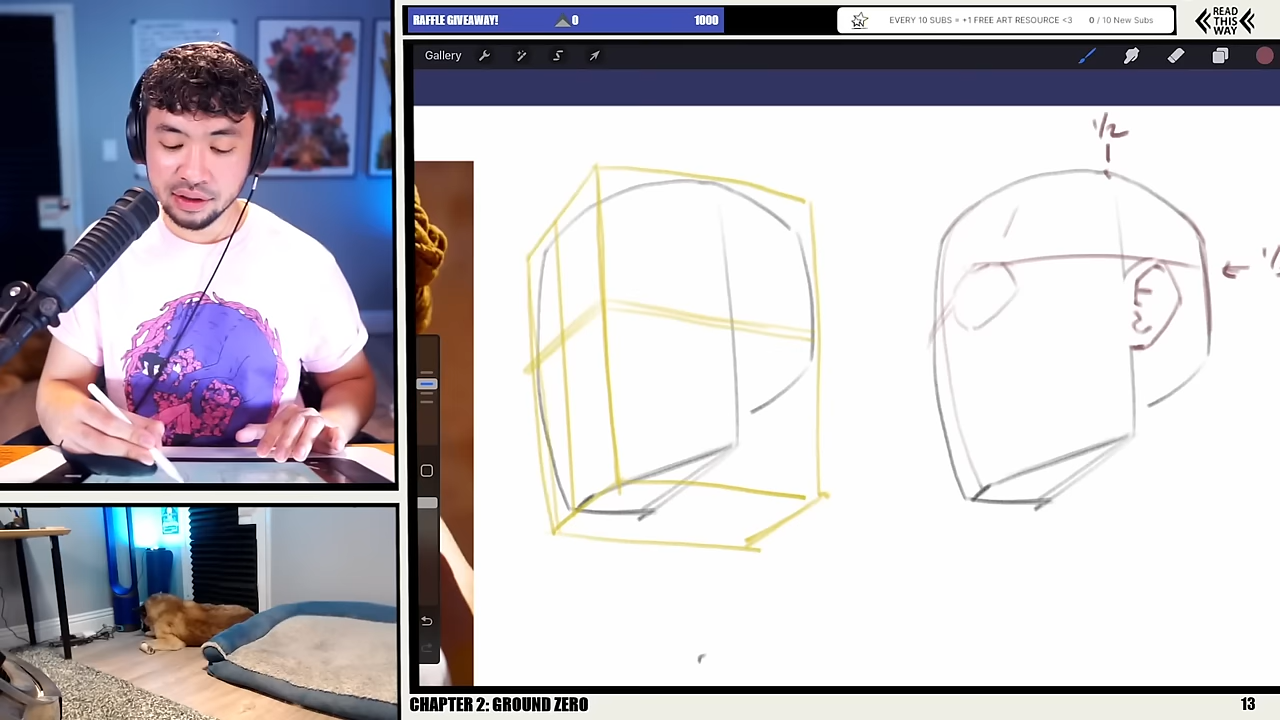 RAFFLE GIVEAWAY!
0
1000
EVERY 10 SUBS = +1 FREE ART RESOURCE <3
0 / 10 New Subs
READ
THIS
WAY
Gallery
1/2
CHAPTER 2: GROUND ZERO
13